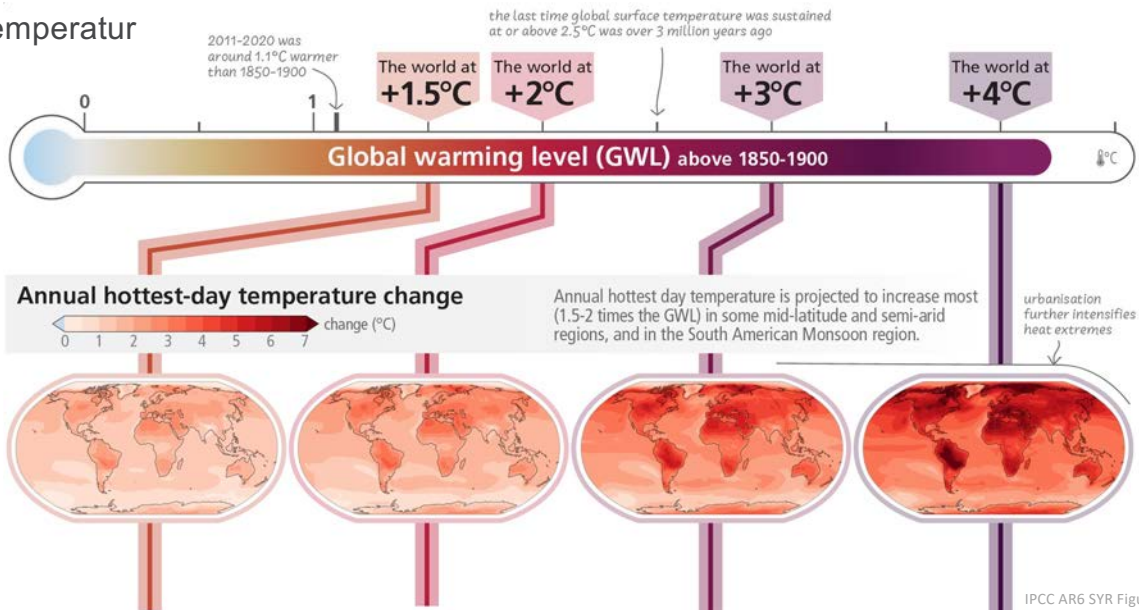 emperatur
2011-2020 was
around 1.1°C warmer
than 1850-1900
the last time global surface temperature was sustained
at or above 2.5°C was over 3 million years ago
The world at
+1.5°C
The world at
+2°C
The world at
+3°C
The world at
+4°C
0
1
Global warming level (GWL) above 1850-1900
°C
Annual hottest-day temperature change
change (°C)
0 1 2 3 4 5 6 7
Annual hottest day temperature is projected to increase most
(1.5-2 times the GWL) in some mid-latitude and semi-arid
regions, and in the South American Monsoon region.
urbanisation
further intensifies
heat extremes
IPCC AR6 SYR Figu